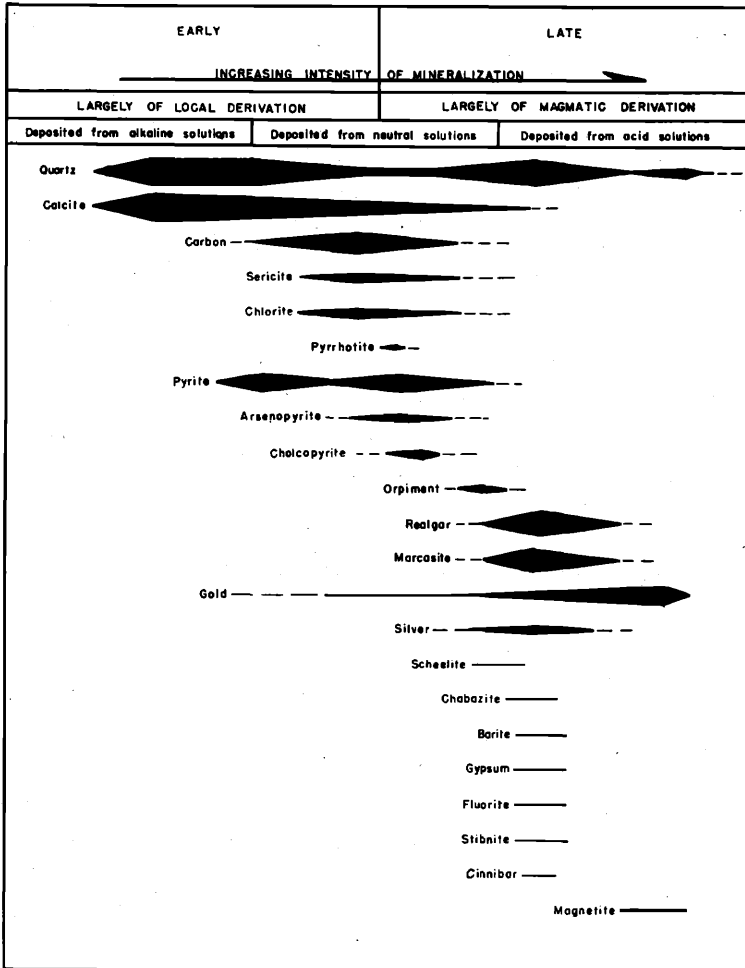 EARLY LATE
INCREASING INTENSITY OF MINERALIZATION
LARGELY OF LOCAL DERIVATION LARGELY OF MAGMATIC DERIVATION
Deposited from alkaline solutions Deposited from neutral solutions Deposited from acid solutions
Quartz
Calcite
Carbon
Sericite
Chlorite
Pyrrhotite
Pyrite
Arsenopyrite
Cholcopyrite
Orpiment
Realgar
Marcasite
Gold
Silver
Scheelite
Chabazite
Barite
Gypsum
Fluorite
Stibnite
Cinnibar
Magnetite